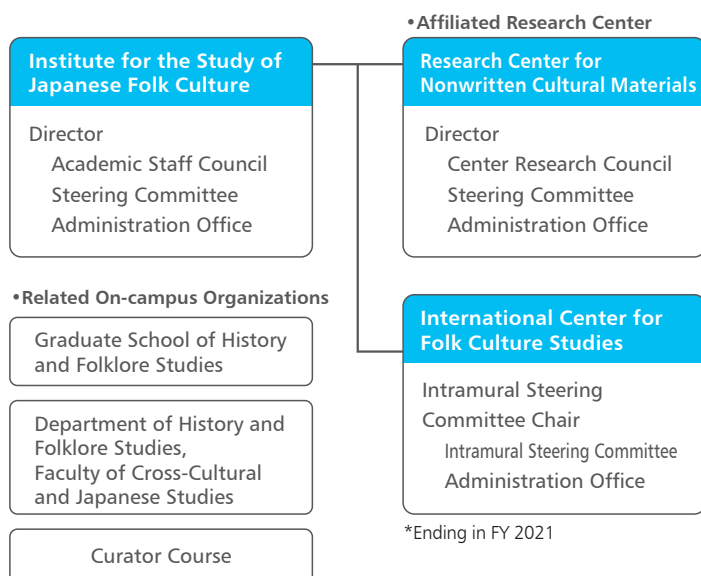 Institute for the Study of
Japanese Folk Culture
Director
Academic Staff Council
Steering Committee
Administration Office
•Related On-campus Organizations
Graduate School of History
and Folklore Studies
Department of History and
Folklore Studies,
Faculty of Cross-Cultural
and Japanese Studies
Curator Course
•Affiliated Research Center
Research Center for
Nonwritten Cultural Materials
Director
Center Research Council
Steering Committee
Administration Office
International Center for
Folk Culture Studies
Intramural Steering
Committee Chair
Intramural Steering Committee
Administration Office
*Ending in FY 2021